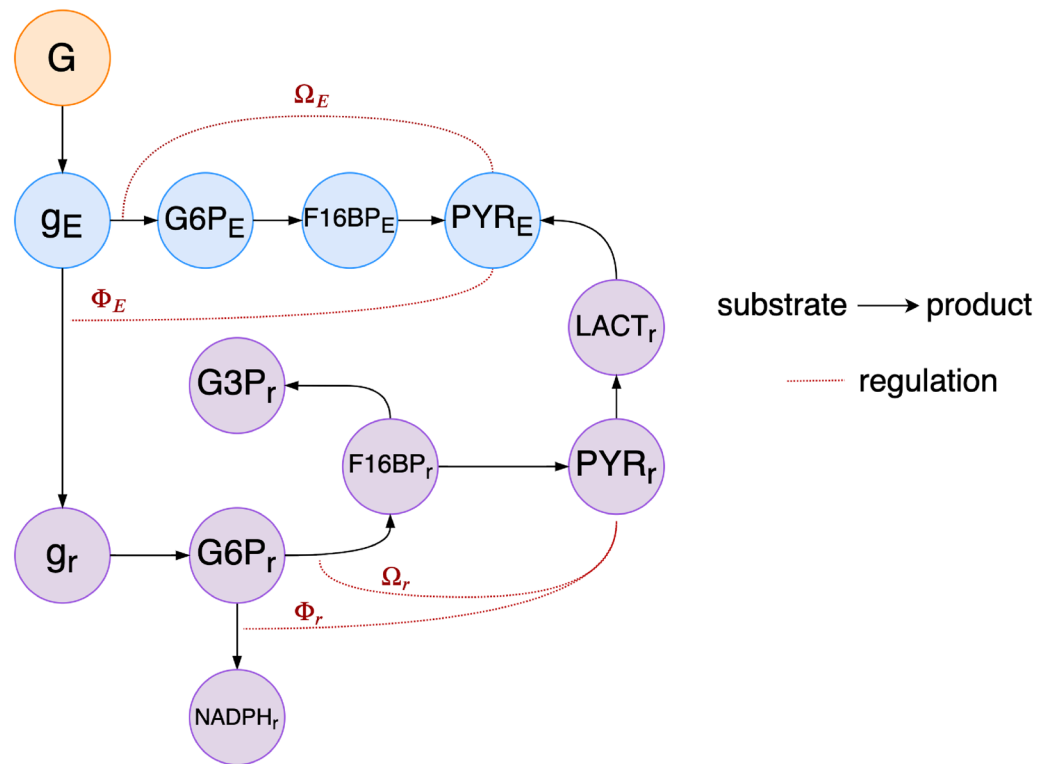 G
Ω_E
g_E
G6P_E
F16BP_E
PYR_E
Φ_E
substrate
product
LACT_r
regulation
G3P_r
F16BP_r
PYR_r
g_r
G6P_r
Ω_r
Φ_r
NADPH_r